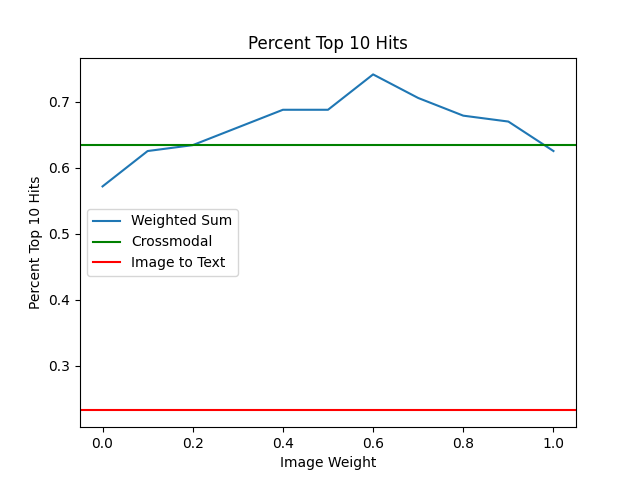 Percent Top 10 Hits
Percent Top 10 Hits
0.7
0.6
0.5
0.4
0.3
Weighted Sum
Crossmodal
Image to Text
0.0 0.2 0.4 0.6 0.8 1.0
Image Weight